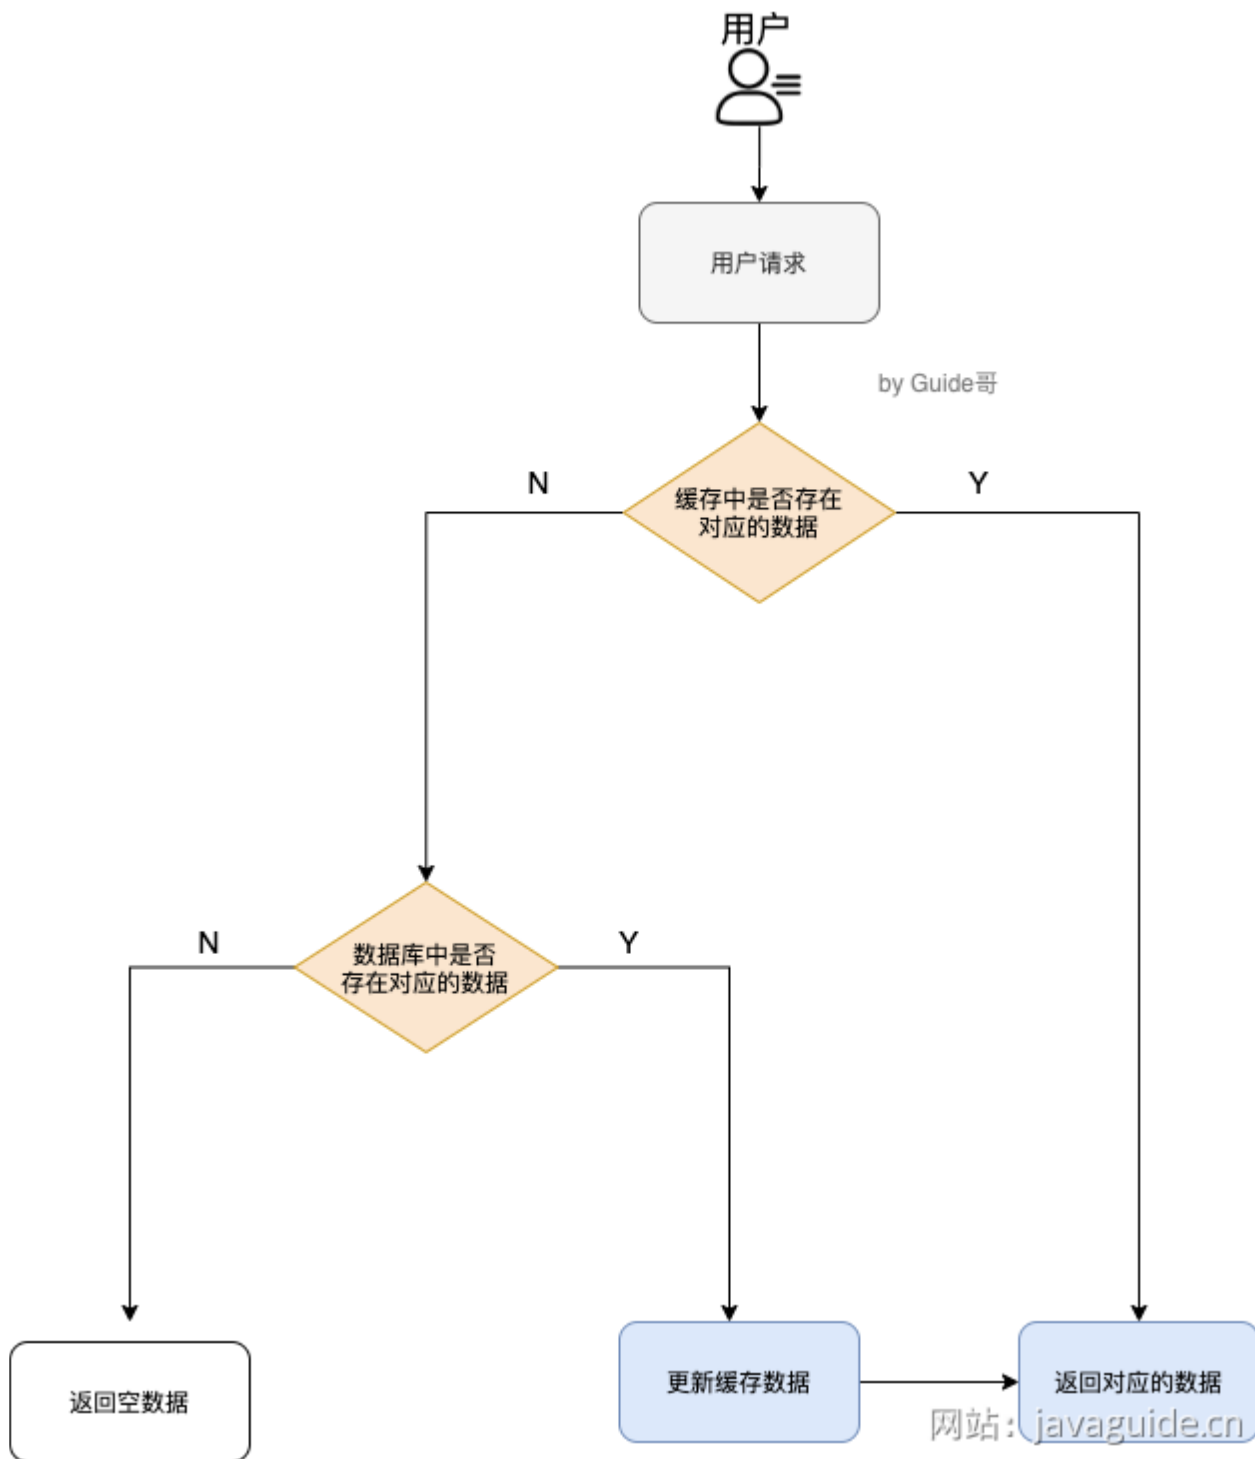 用户
用户请求
by Guide哥
N
Y
缓存中是否存在
对应的数据
N
Y
数据库中是否
存在对应的数据
返回空数据
更新缓存数据
返回对应的数据
网站：javaguide.cn